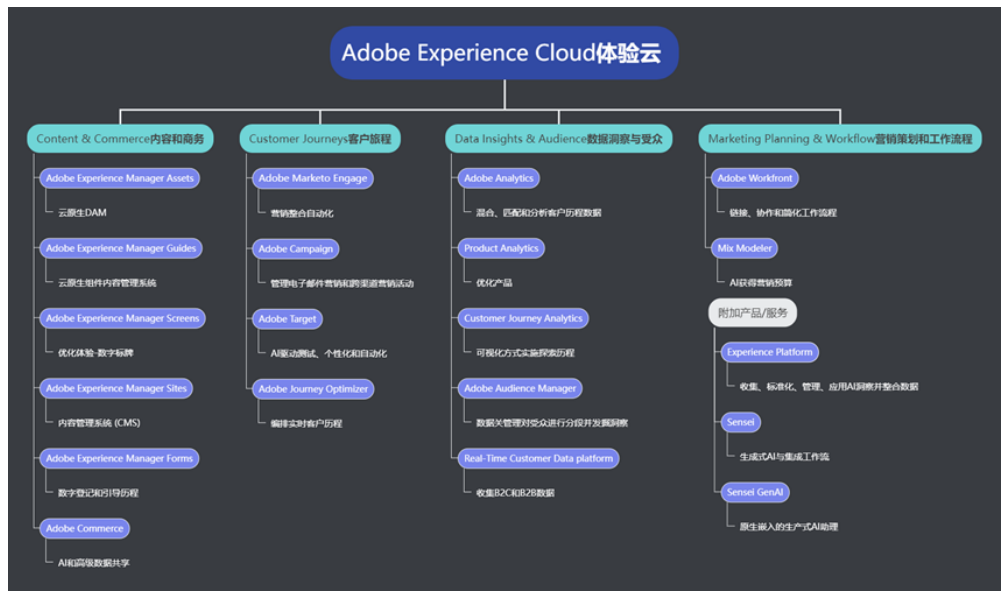 Adobe Experience Cloud体验云
Content & Commerce内容和商务
Adobe Experience Manager Assets
云原生DAM
Adobe Experience Manager Guides
云原生组件内容管理系统
Adobe Experience Manager Screens
优化体验-数字标牌
Adobe Experience Manager Sites
内容管理系统 (CMS)
Adobe Experience Manager Forms
数字登记和引导历程
Adobe Commerce
AI和高级数据共享
Customer Journeys客户旅程
Adobe Marketo Engage
营销整合自动化
Adobe Campaign
管理电子邮件营销和跨渠道营销活动
Adobe Target
AI驱动测试、个性化和自动化
Adobe Journey Optimizer
编排实时客户历程
Data Insights & Audience数据洞察与受众
Adobe Analytics
混合、匹配和分析客户历程数据
Product Analytics
优化产品
Customer Journey Analytics
可视化方式实施探索历程
Adobe Audience Manager
数据关管理对受众进行分段并发掘洞察
Real-Time Customer Data platform
收集B2C和B2B数据
Marketing Planning & Workflow营销策划和工作流程
Adobe Workfront
链接、协作和简化工作流程
Mix Modeler
AI获得营销预算
附加产品/服务
Experience Platform
收集、标准化、管理、应用AI洞察并整合数据
Sensei
生成式AI与集成工作流
Sensei GenAI
原生嵌入的生产式AI助理